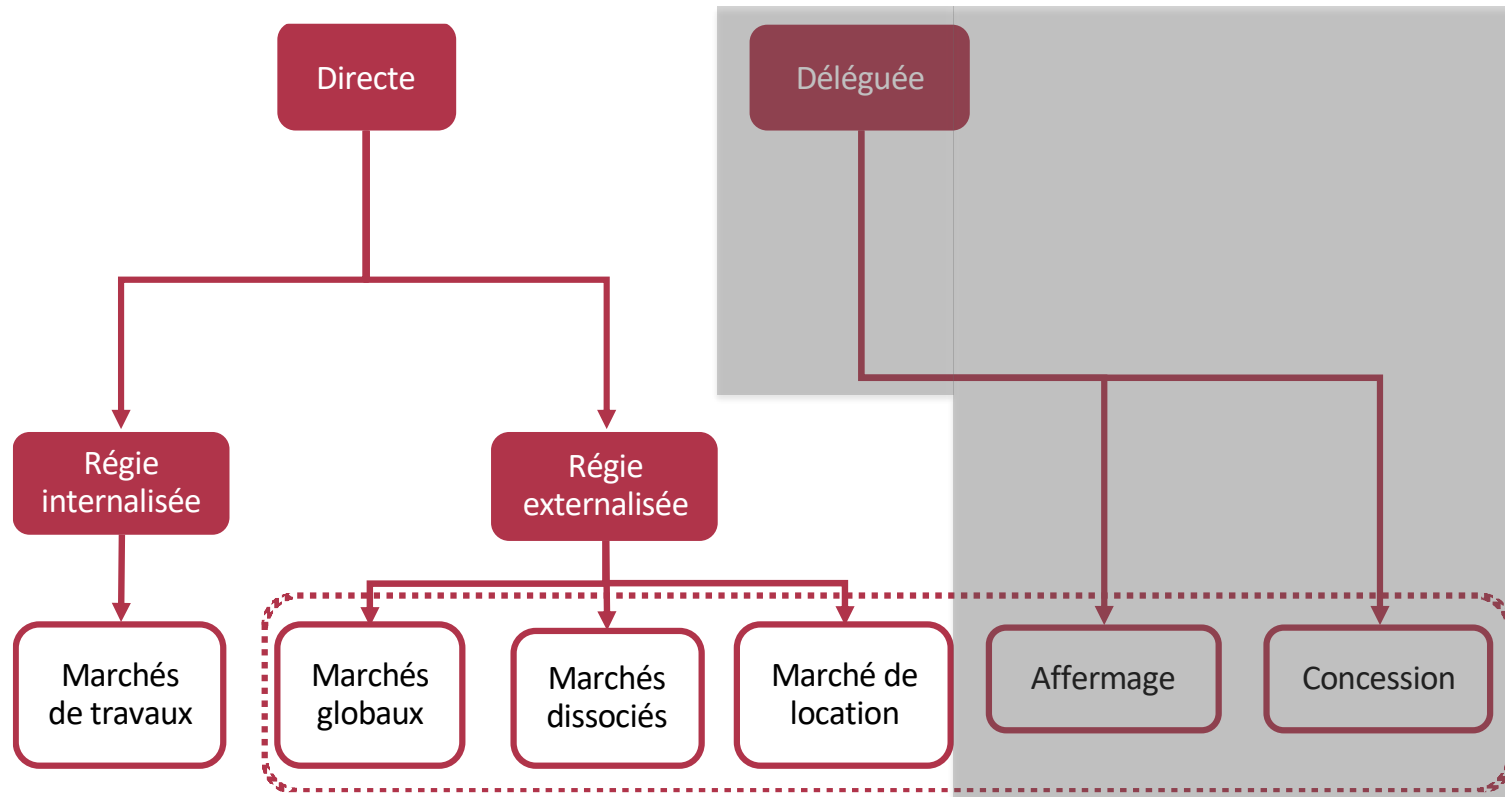 Directe
Déléguée
Régie
internalisée
Régie
externalisée
Marchés
de travaux
Marchés
globaux
Marchés
dissociés
Marché de
location
Affermage
Concession